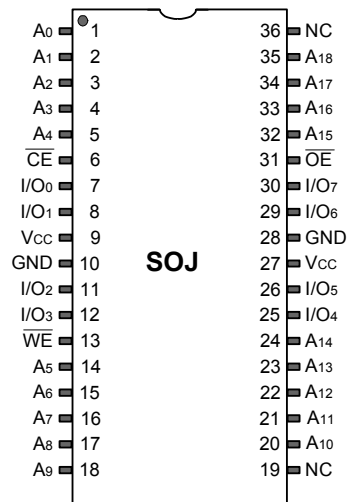 A0 1 36 NC
A1 2 35 A18
A2 3 34 A17
A3 4 33 A16
A4 5 32 A15
CE 6 31 OE
I/O0 7 30 I/O7
I/O1 8 29 I/O6
VCC 9 28 GND
GND 10 SOJ 27 VCC
I/O2 11 26 I/O5
I/O3 12 25 I/O4
WE 13 24 A14
A5 14 23 A13
A6 15 22 A12
A7 16 21 A11
A8 17 20 A10
A9 18 19 NC